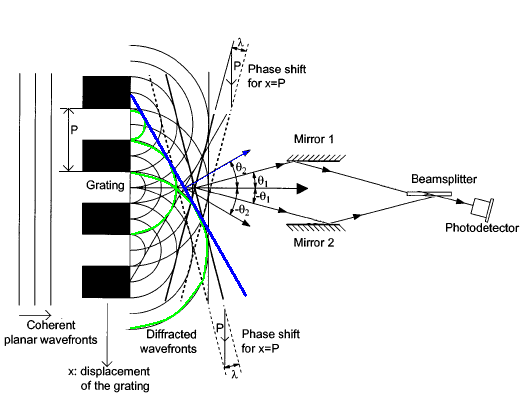 λ
P
Phase shift
for x=P
Mirror 1
P
θ2
Beamsplitter
Grating
θ1
-θ1
-θ2
Photodetector
Mirror 2
Coherent
planar wavefronts
Diffracted
wavefronts
P
Phase shift
for x=P
x: displacement
of the grating
λ